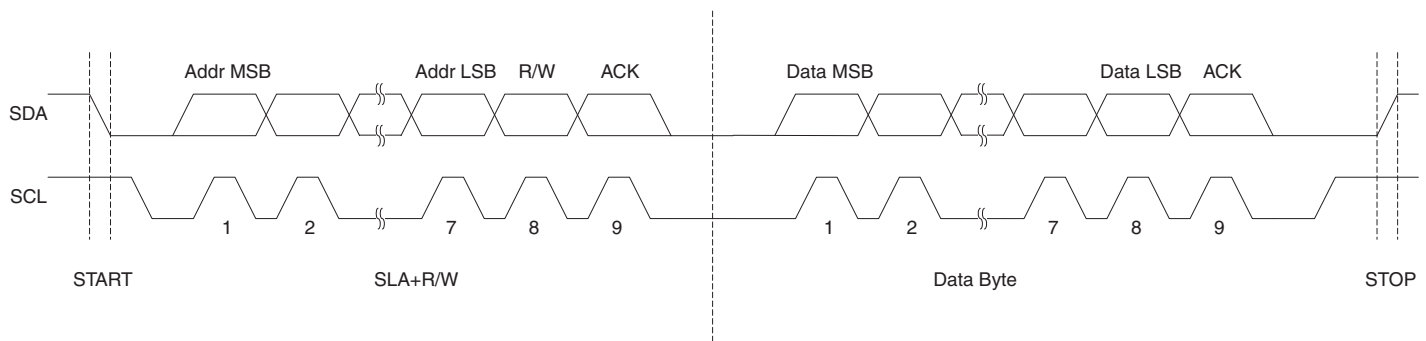 Addr MSB Addr LSB R/W ACK Data MSB Data LSB ACK
SDA
SCL
1 2 7 8 9 1 2 7 8 9
START SLA+R/W Data Byte STOP